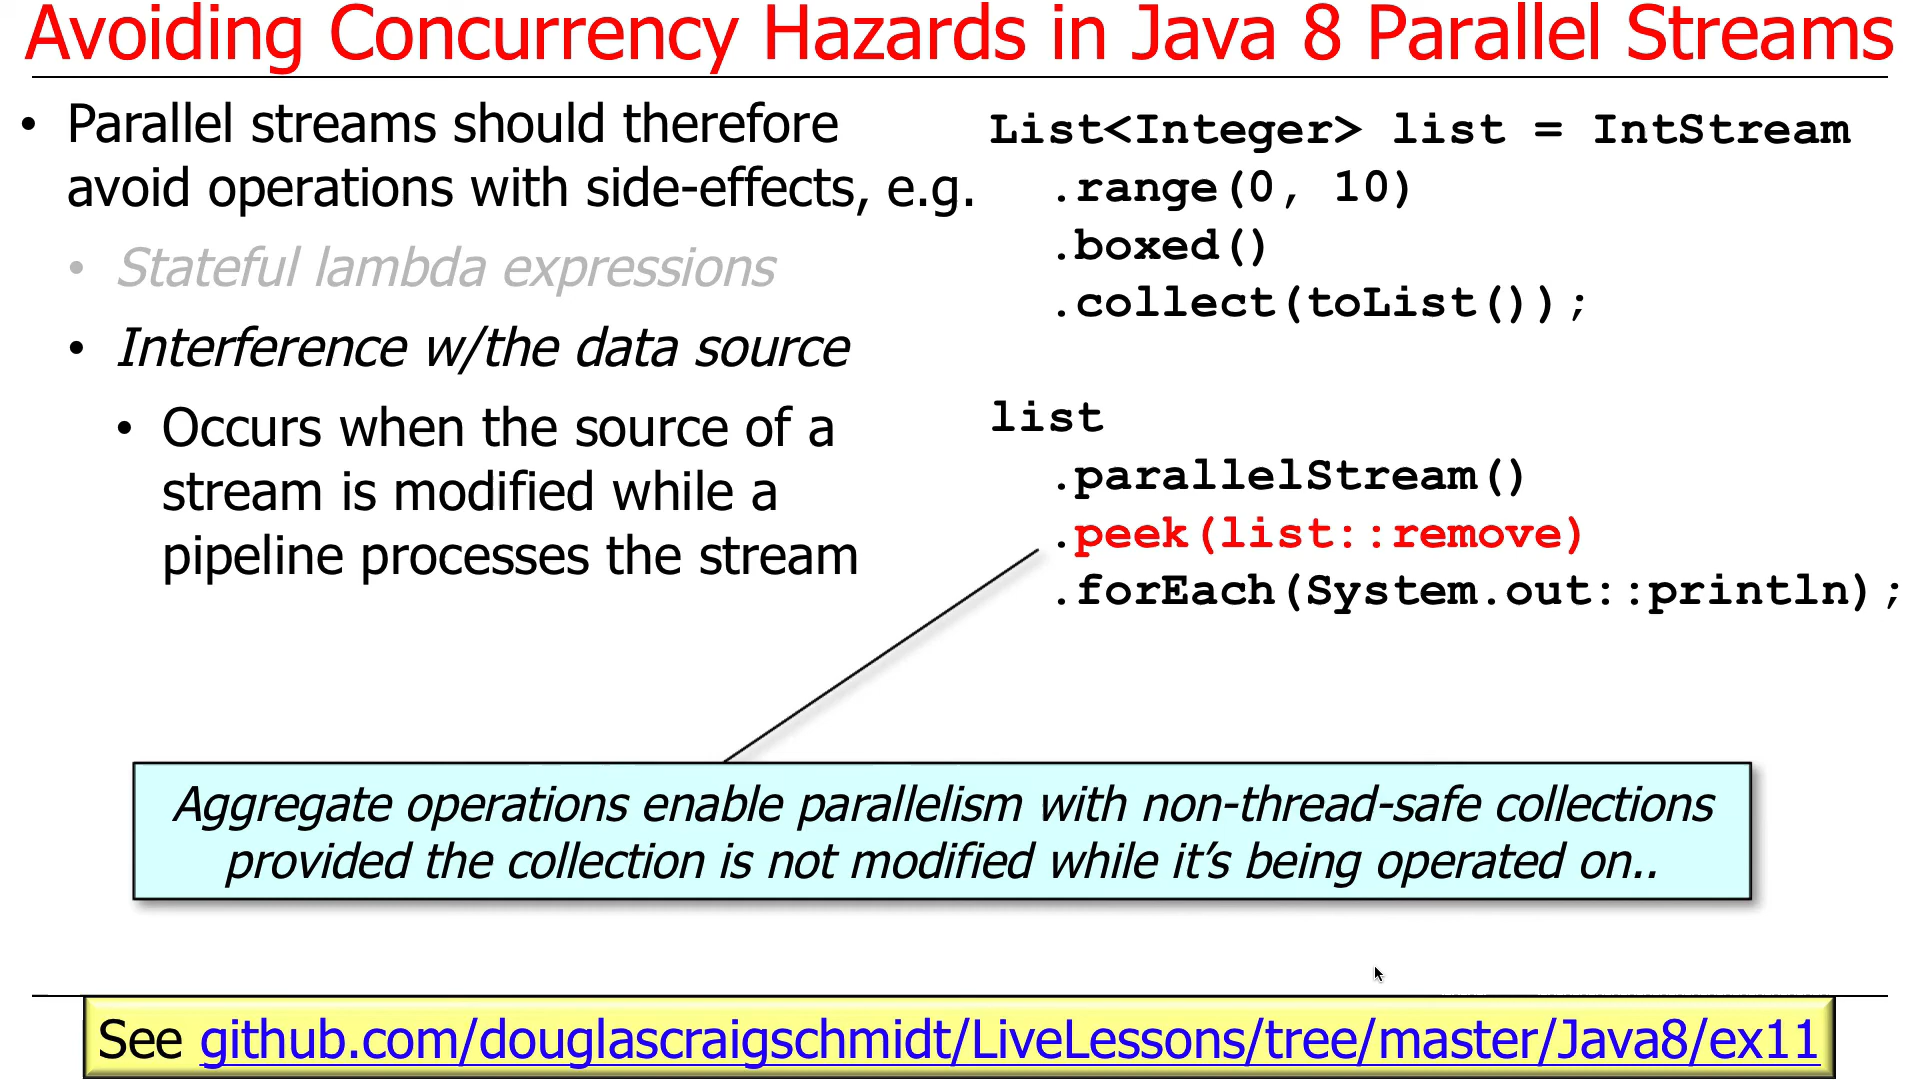 Avoiding Concurrency Hazards in Java 8 Parallel Streams
• Parallel streams should therefore
avoid operations with side-effects, e.g.
• Stateful lambda expressions
• Interference w/the data source
• Occurs when the source of a
stream is modified while a
pipeline processes the stream
List<Integer> list = IntStream
.range(0, 10)
.boxed()
.collect(toList());
list
.parallelStream()
.peek(list::remove)
.forEach(System.out::println);
Aggregate operations enable parallelism with non-thread-safe collections
provided the collection is not modified while it’s being operated on..
See github.com/douglascraigschmidt/LiveLessons/tree/master/Java8/ex11